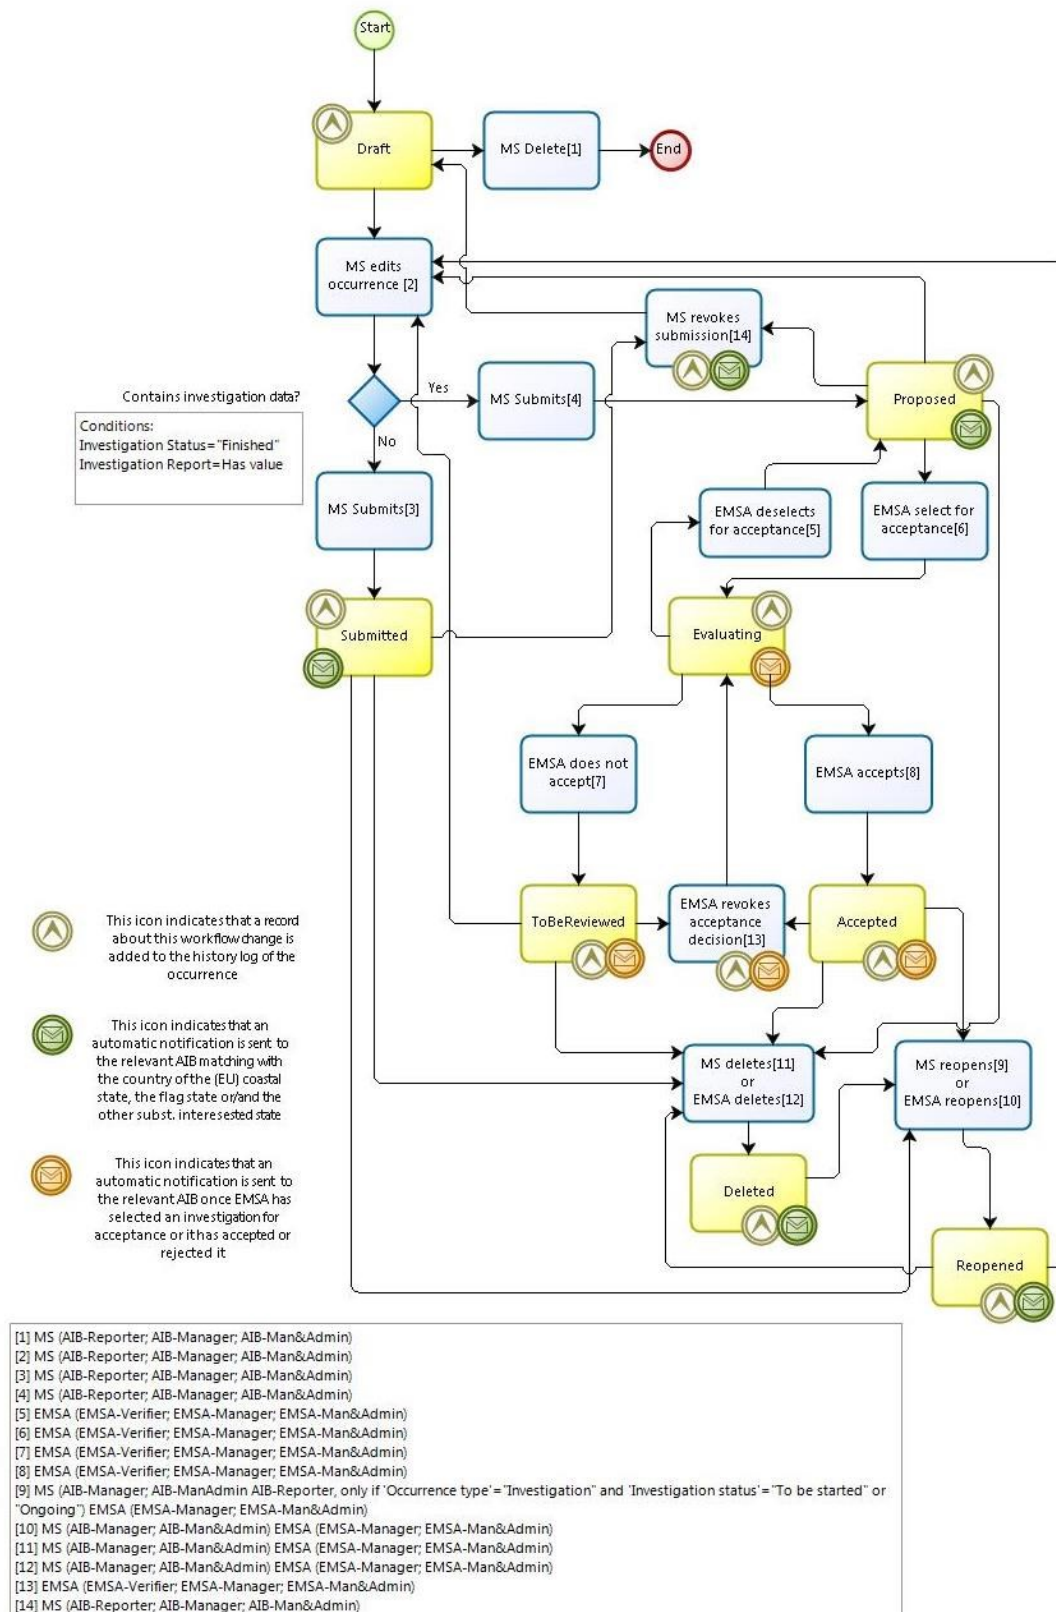 Start
Draft
MS Delete[1]
End
MS edits
occurrence [2]
MS revokes
submission[14]
Contains investigation data?
Yes
MS Submits[4]
Proposed
Conditions:
Investigation Status="Finished"
Investigation Report=Has value
No
MS Submits[3]
EMSA deselects
for acceptance[5]
EMSA select for
acceptance[6]
Submitted
Evaluating
EMSA does not
accept[7]
EMSA accepts[8]
ToBeReviewed
EMSA revokes
acceptance
decision[13]
Accepted
This icon indicates that a record
about this workflow change is
added to the history log of the
occurrence
This icon indicates that an
automatic notification is sent to
the relevant AIB matching with
the country of the (EU) coastal
state, the flag state or/and the
other subst. interesested state
MS deletes[11]
or
EMSA deletes[12]
MS reopens[9]
or
EMSA reopens[10]
This icon indicates that an
automatic notification is sent to
the relevant AIB once EMSA has
selected an investigation for
acceptance or it has accepted or
rejected it
Deleted
Reopened
[1] MS (AIB-Reporter; AIB-Manager; AIB-Man&Admin)
[2] MS (AIB-Reporter; AIB-Manager; AIB-Man&Admin)
[3] MS (AIB-Reporter; AIB-Manager; AIB-Man&Admin)
[4] MS (AIB-Reporter; AIB-Manager; AIB-Man&Admin)
[5] EMSA (EMSA-Verifier; EMSA-Manager; EMSA-Man&Admin)
[6] EMSA (EMSA-Verifier; EMSA-Manager; EMSA-Man&Admin)
[7] EMSA (EMSA-Verifier; EMSA-Manager; EMSA-Man&Admin)
[8] EMSA (EMSA-Verifier; EMSA-Manager; EMSA-Man&Admin)
[9] MS (AIB-Manager; AIB-ManAdmin AIB-Reporter, only if 'Occurrence type'="Investigation" and 'Investigation status'="To be started" or
"Ongoing") EMSA (EMSA-Manager; EMSA-Man&Admin)
[10] MS (AIB-Manager; AIB-Man&Admin) EMSA (EMSA-Manager; EMSA-Man&Admin)
[11] MS (AIB-Manager; AIB-Man&Admin) EMSA (EMSA-Manager; EMSA-Man&Admin)
[12] MS (AIB-Manager; AIB-Man&Admin) EMSA (EMSA-Manager; EMSA-Man&Admin)
[13] EMSA (EMSA-Verifier; EMSA-Manager; EMSA-Man&Admin)
[14] MS (AIB-Reporter; AIB-Manager; AIB-Man&Admin)